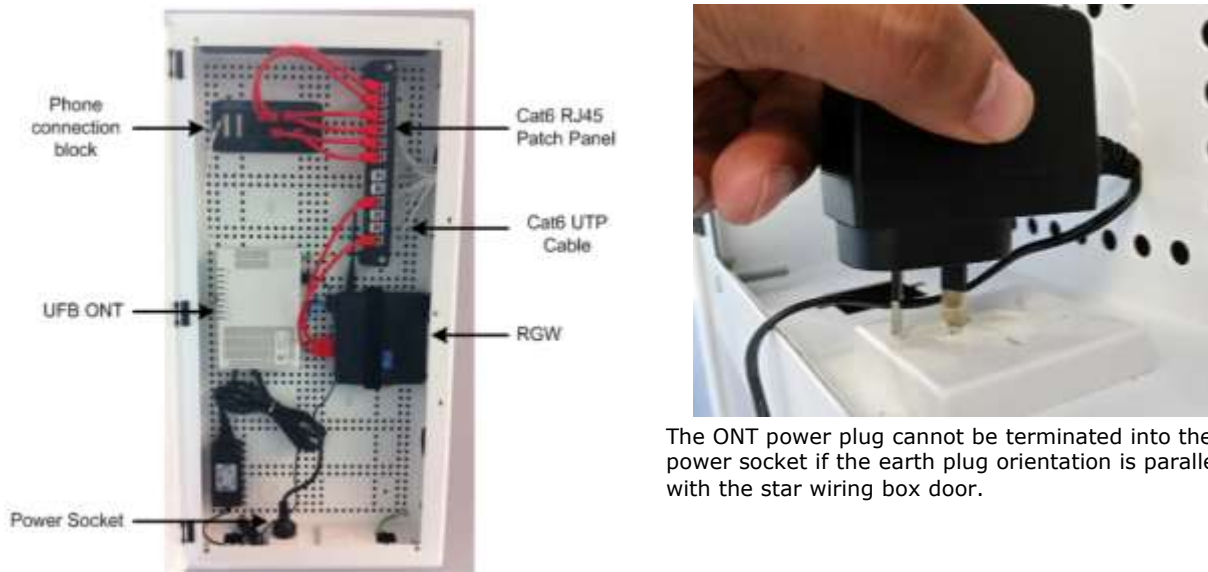 Phone
connection
block
Cat6 RJ45
Patch Panel
Cat6 UTP
Cable
UFB ONT
RGW
Power Socket
The ONT power plug cannot be terminated into the
power socket if the earth plug orientation is paralle
with the star wiring box door.